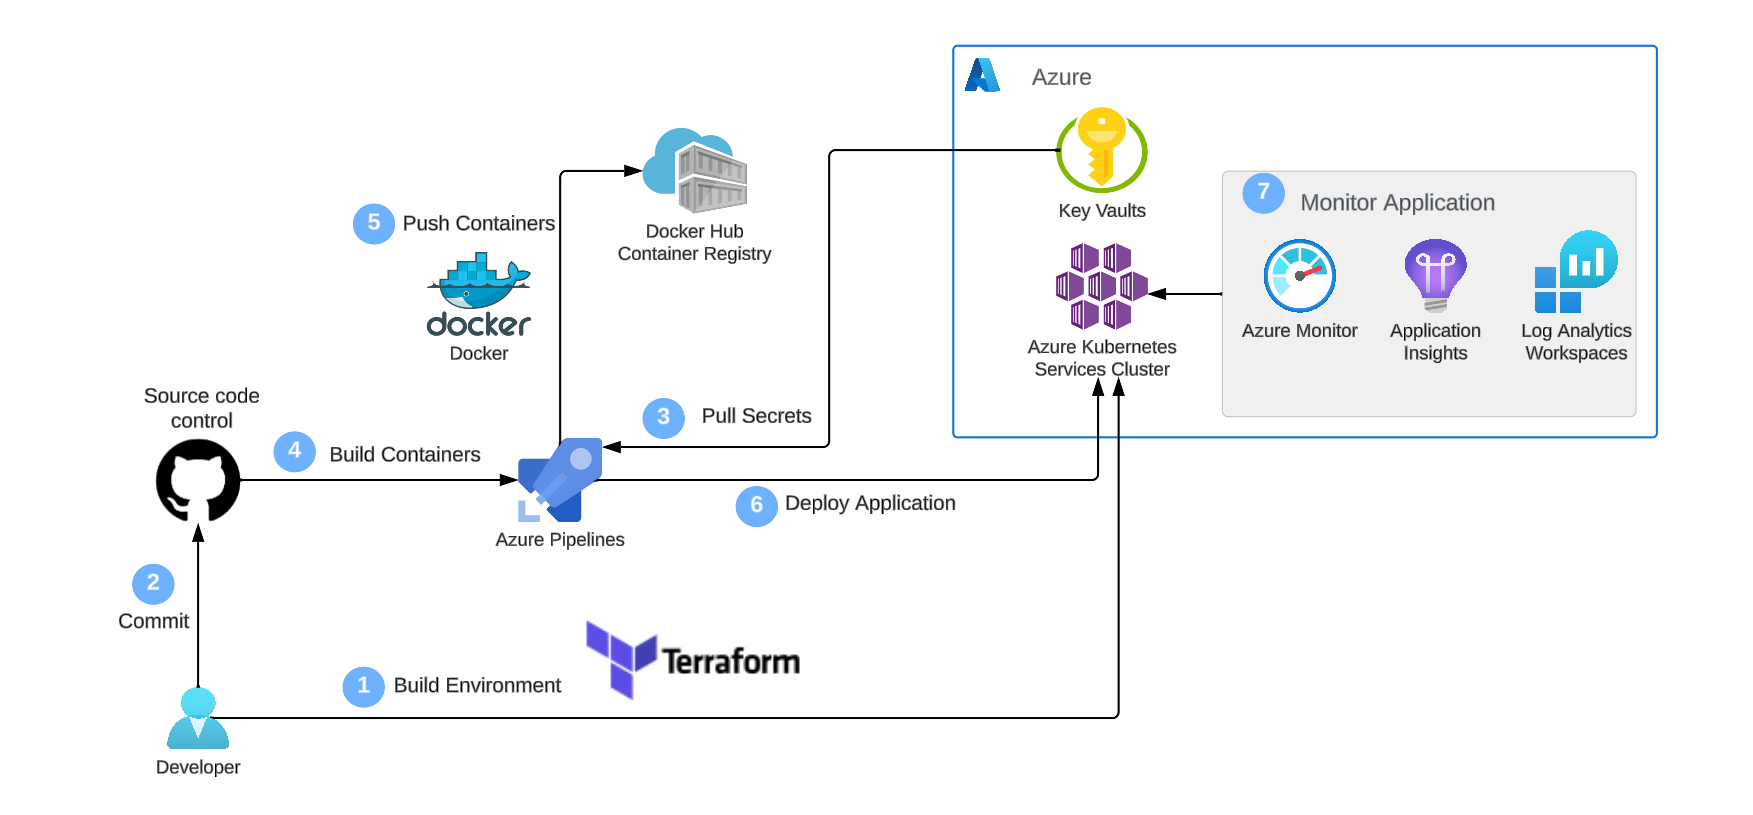 Azure
Key Vaults
7
Monitor Application
Docker Hub
Container Registry
5
Push Containers
docker
Docker
Azure Monitor
Application
Insights
Log Analytics
Workspaces
Azure Kubernetes
Services Cluster
Source code
control
3
Pull Secrets
4
Build Containers
6
Deploy Application
Azure Pipelines
2
Commit
Terraform
1
Build Environment
Developer